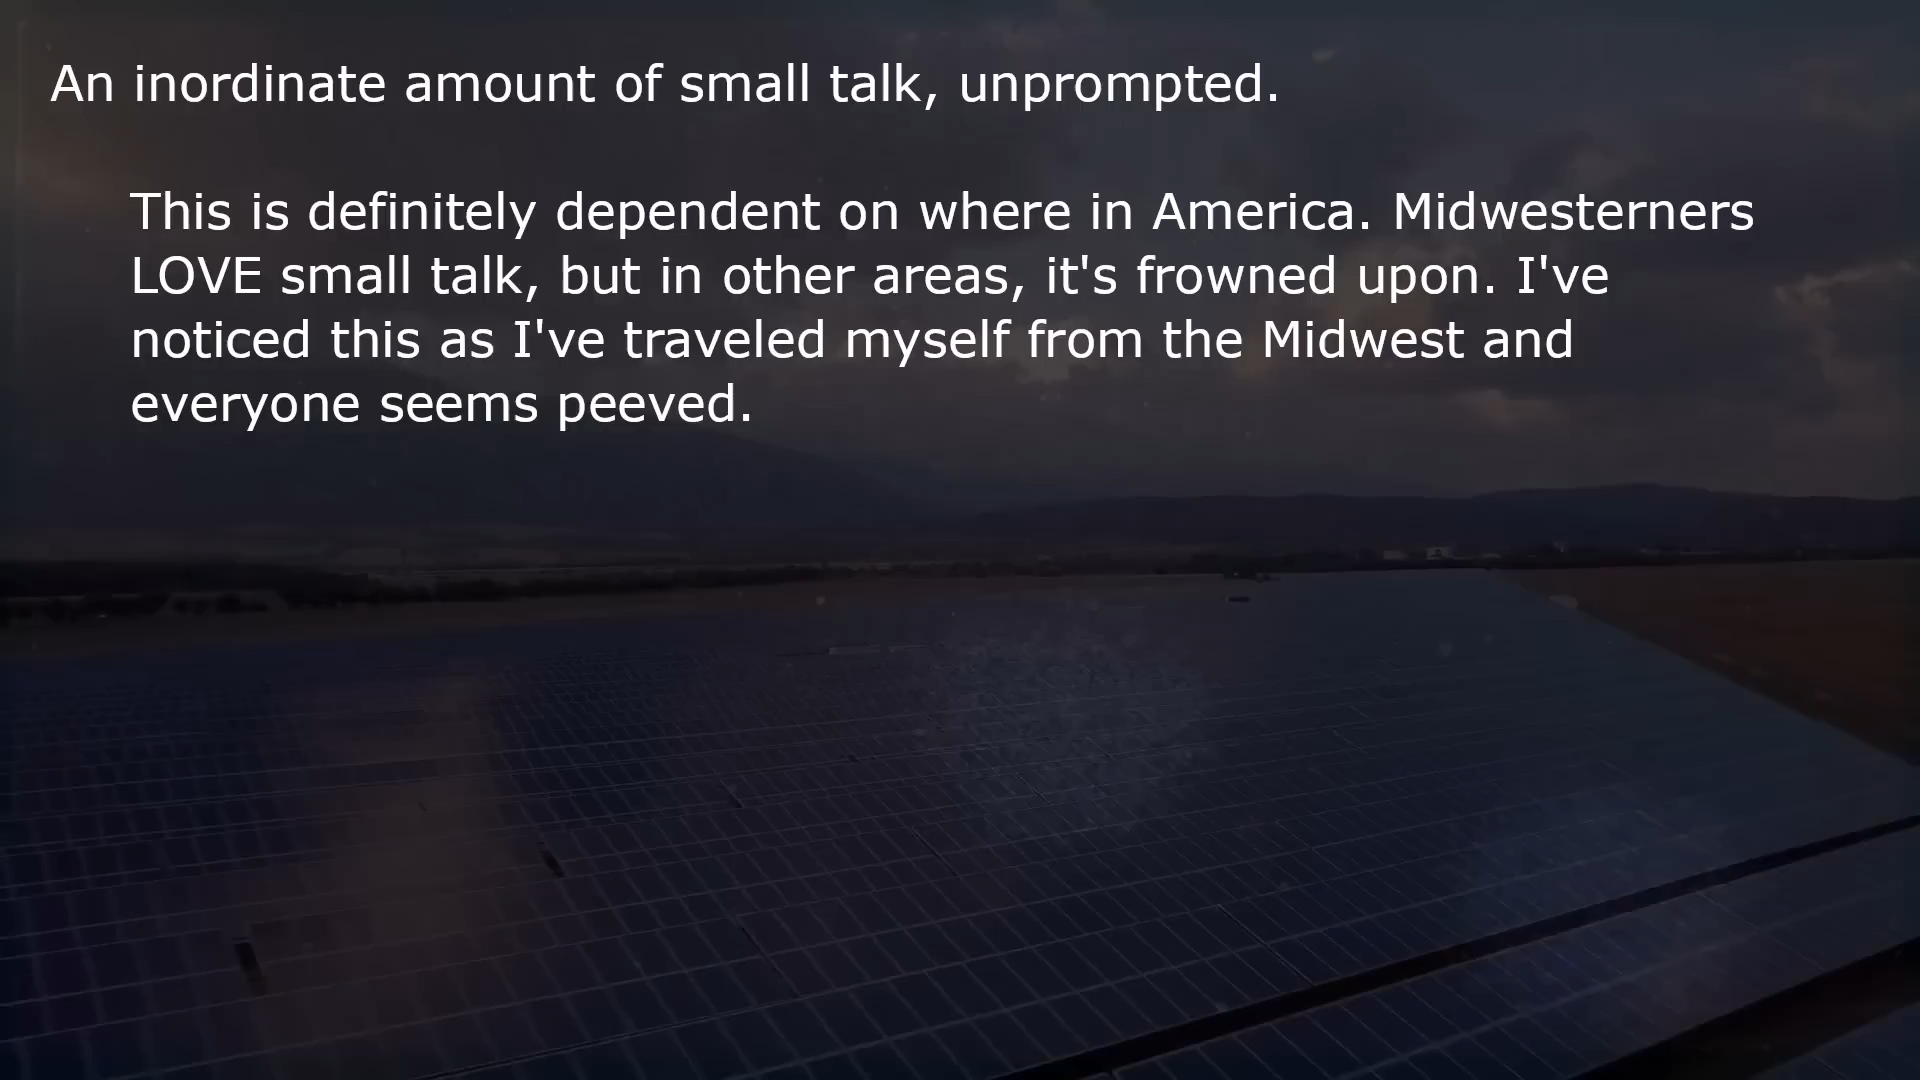 An inordinate amount of small talk, unprompted.
This is definitely dependent on where in America. Midwesterners
LOVE small talk, but in other areas, it's frowned upon. I've
noticed this as I've traveled myself from the Midwest and
everyone seems peeved.